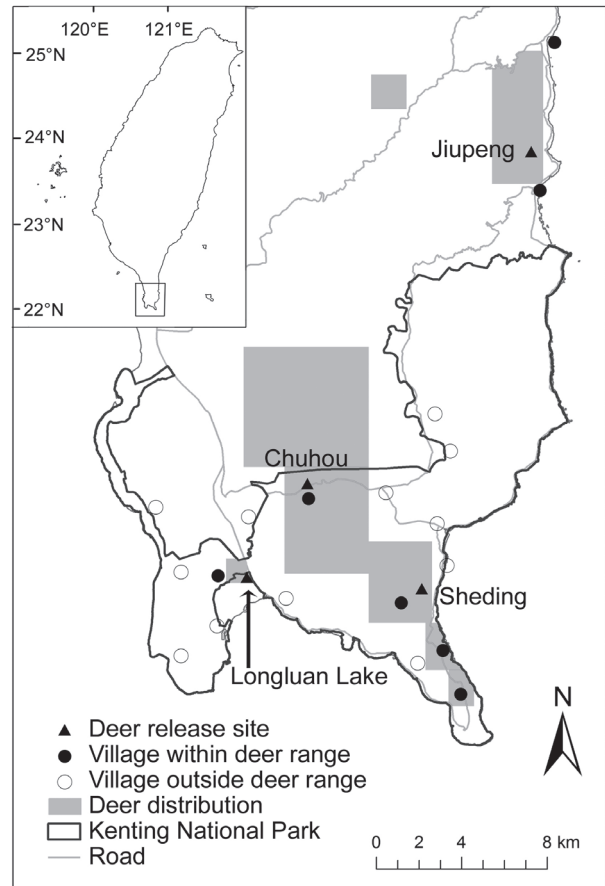 120°E 121°E
25°N
24°N
23°N
22°N
Jiupeng
Chuhou
Sheding
Longluan Lake
N
Deer release site
Village within deer range
Village outside deer range
Deer distribution
Kenting National Park
Road
0 2 4 8 km